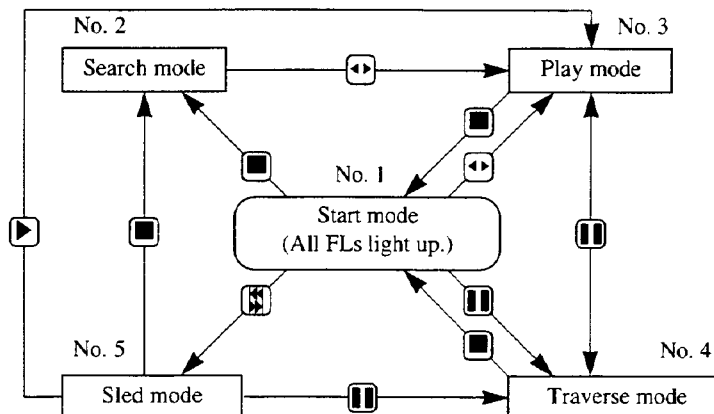 No. 2
No. 3
Search mode
Play mode
No. 1
Start mode
(All FLs light up.)
No. 5
No. 4
Sled mode
Traverse mode